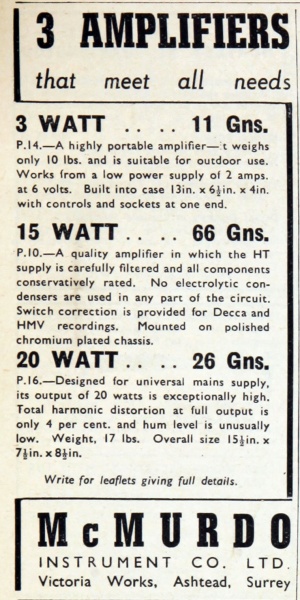 3 AMPLIFIERS
that meet all needs
3 WATT .. .. 11 Gns.
P.14.—A highly portable amplifier—it weighs
only 10 lbs. and is suitable for outdoor use.
Works from a low power supply of 2 amps.
at 6 volts. Built into case 13in. x 6½in. x 4in.
with controls and sockets at one end.
15 WATT .. .. 66 Gns.
P.10.—A quality amplifier in which the HT
supply is carefully filtered and all components
conservatively rated. No electrolytic con-
densers are used in any part of the circuit.
Switch correction is provided for Decca and
HMV recordings. Mounted on polished
chromium plated chassis.
20 WATT .. .. 26 Gns.
P.16.—Designed for universal mains supply,
its output of 20 watts is exceptionally high.
Total harmonic distortion at full output is
only 4 per cent. and hum level is unusually
low. Weight, 17 lbs. Overall size 15½in. x
7½in. x 8½in.
Write for leaflets giving full details.
McMURDO
INSTRUMENT CO. LTD.
Victoria Works, Ashtead, Surrey